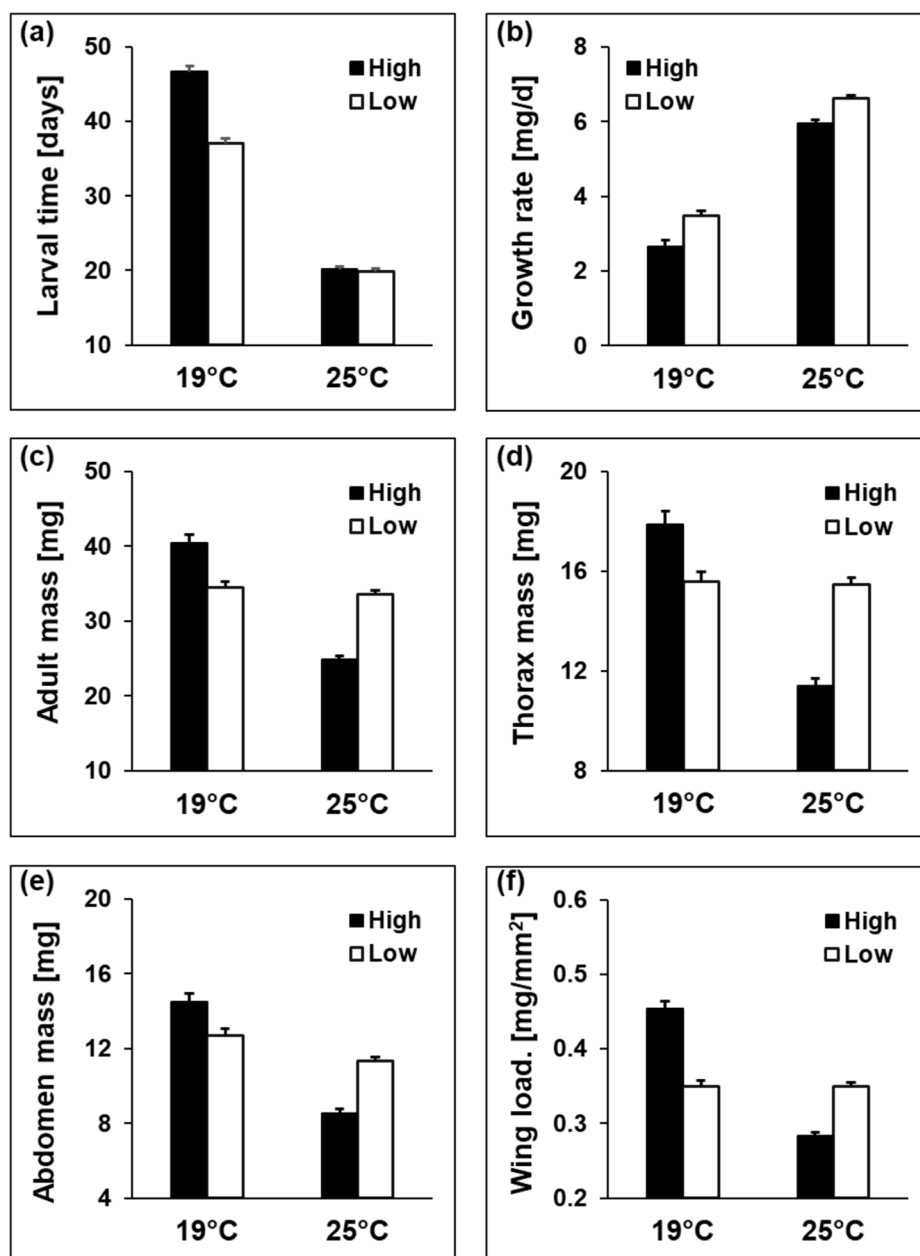 (a)
Larval time [days]
50
40
30
20
10
High
Low
19°C 25°C
(b)
Growth rate [mg/d]
8
6
4
2
0
High
Low
19°C 25°C
(c)
Adult mass [mg]
50
40
30
20
10
High
Low
19°C 25°C
(d)
Thorax mass [mg]
20
16
12
8
High
Low
19°C 25°C
(e)
Abdomen mass [mg]
20
16
12
8
4
High
Low
19°C 25°C
(f)
Wing load. [mg/mm²]
0.6
0.5
0.4
0.3
0.2
High
Low
19°C 25°C